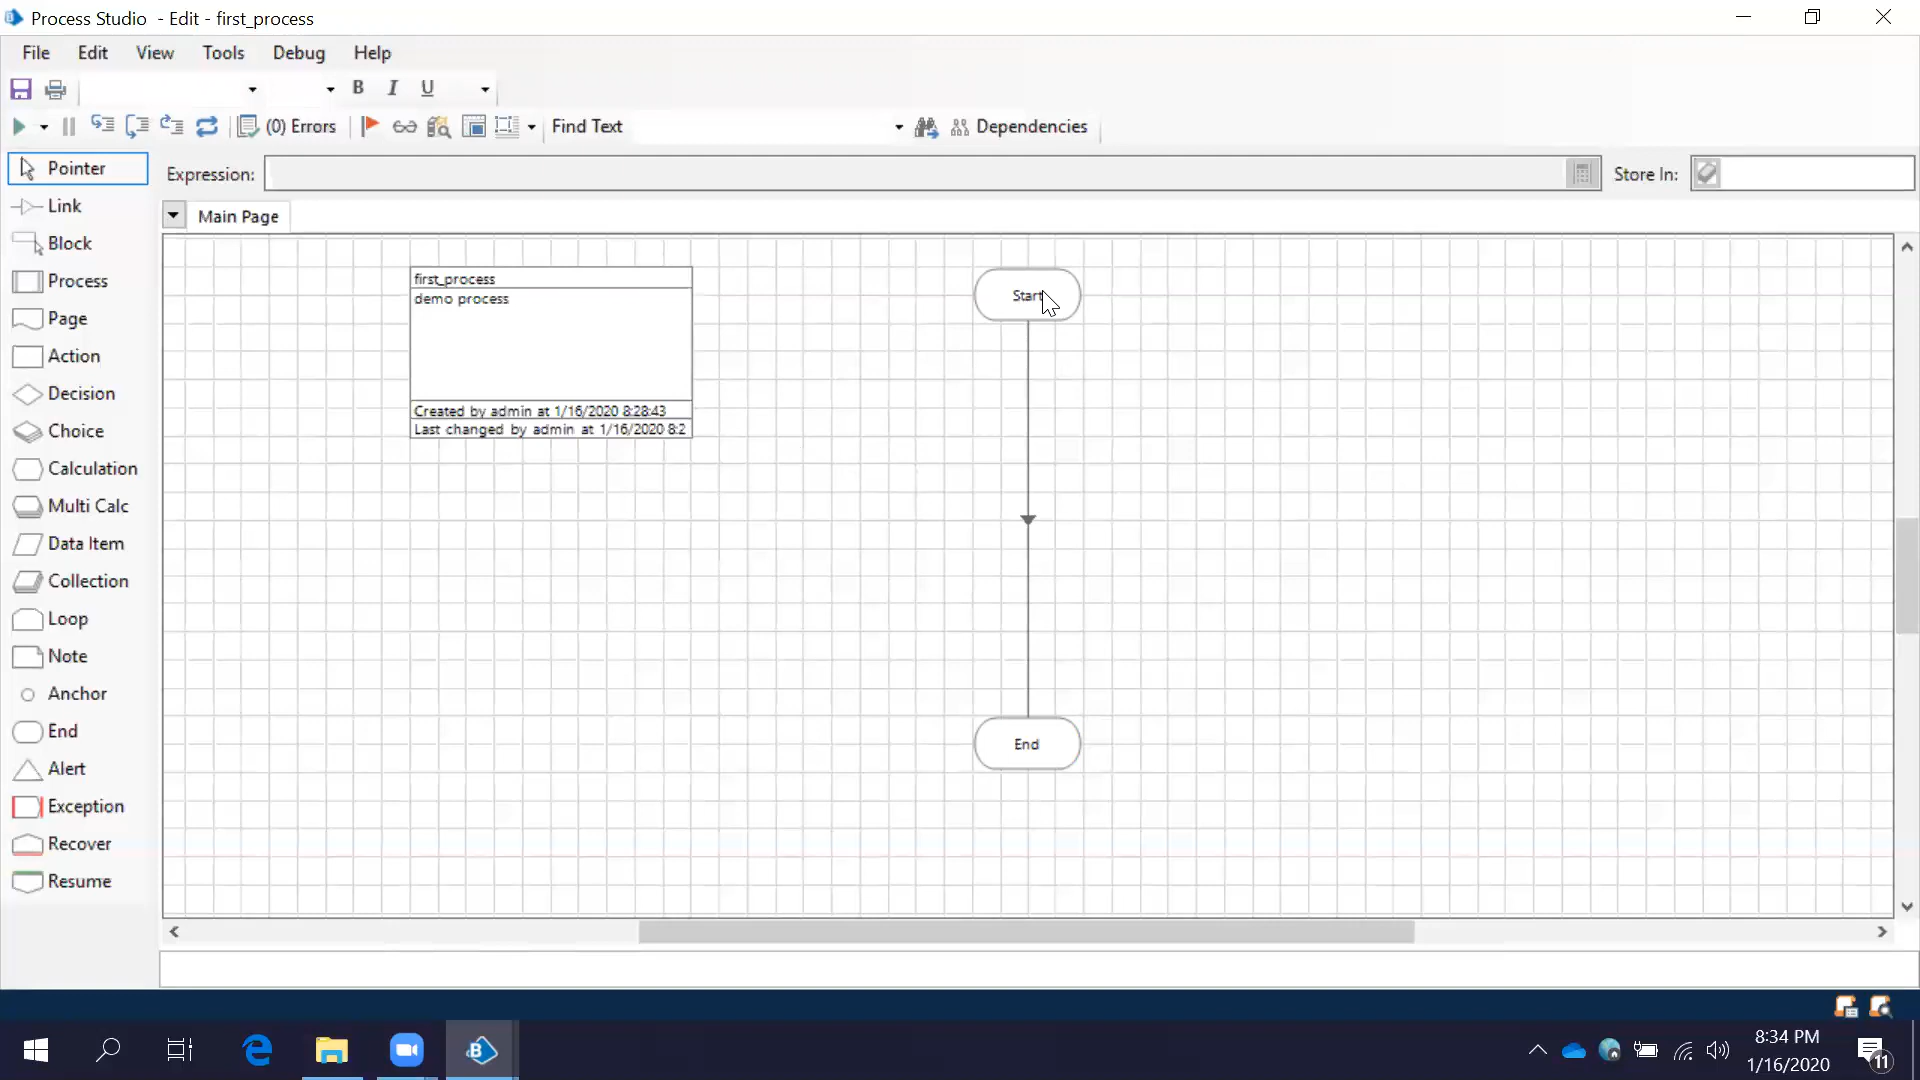 Process Studio  - Edit - first_process
File Edit View Tools Debug Help
B I U
(0) Errors Find Text Dependencies
Pointer
Link
Block
Process
Page
Action
Decision
Choice
Calculation
Multi Calc
Data Item
Collection
Loop
Note
Anchor
End
Alert
Exception
Recover
Resume
Expression: Store In:
Main Page
first_process
demo process
Created by admin at 1/16/2020 8:28:43
Last changed by admin at 1/16/2020 8:2
Start
End
8:34 PM
1/16/2020
11